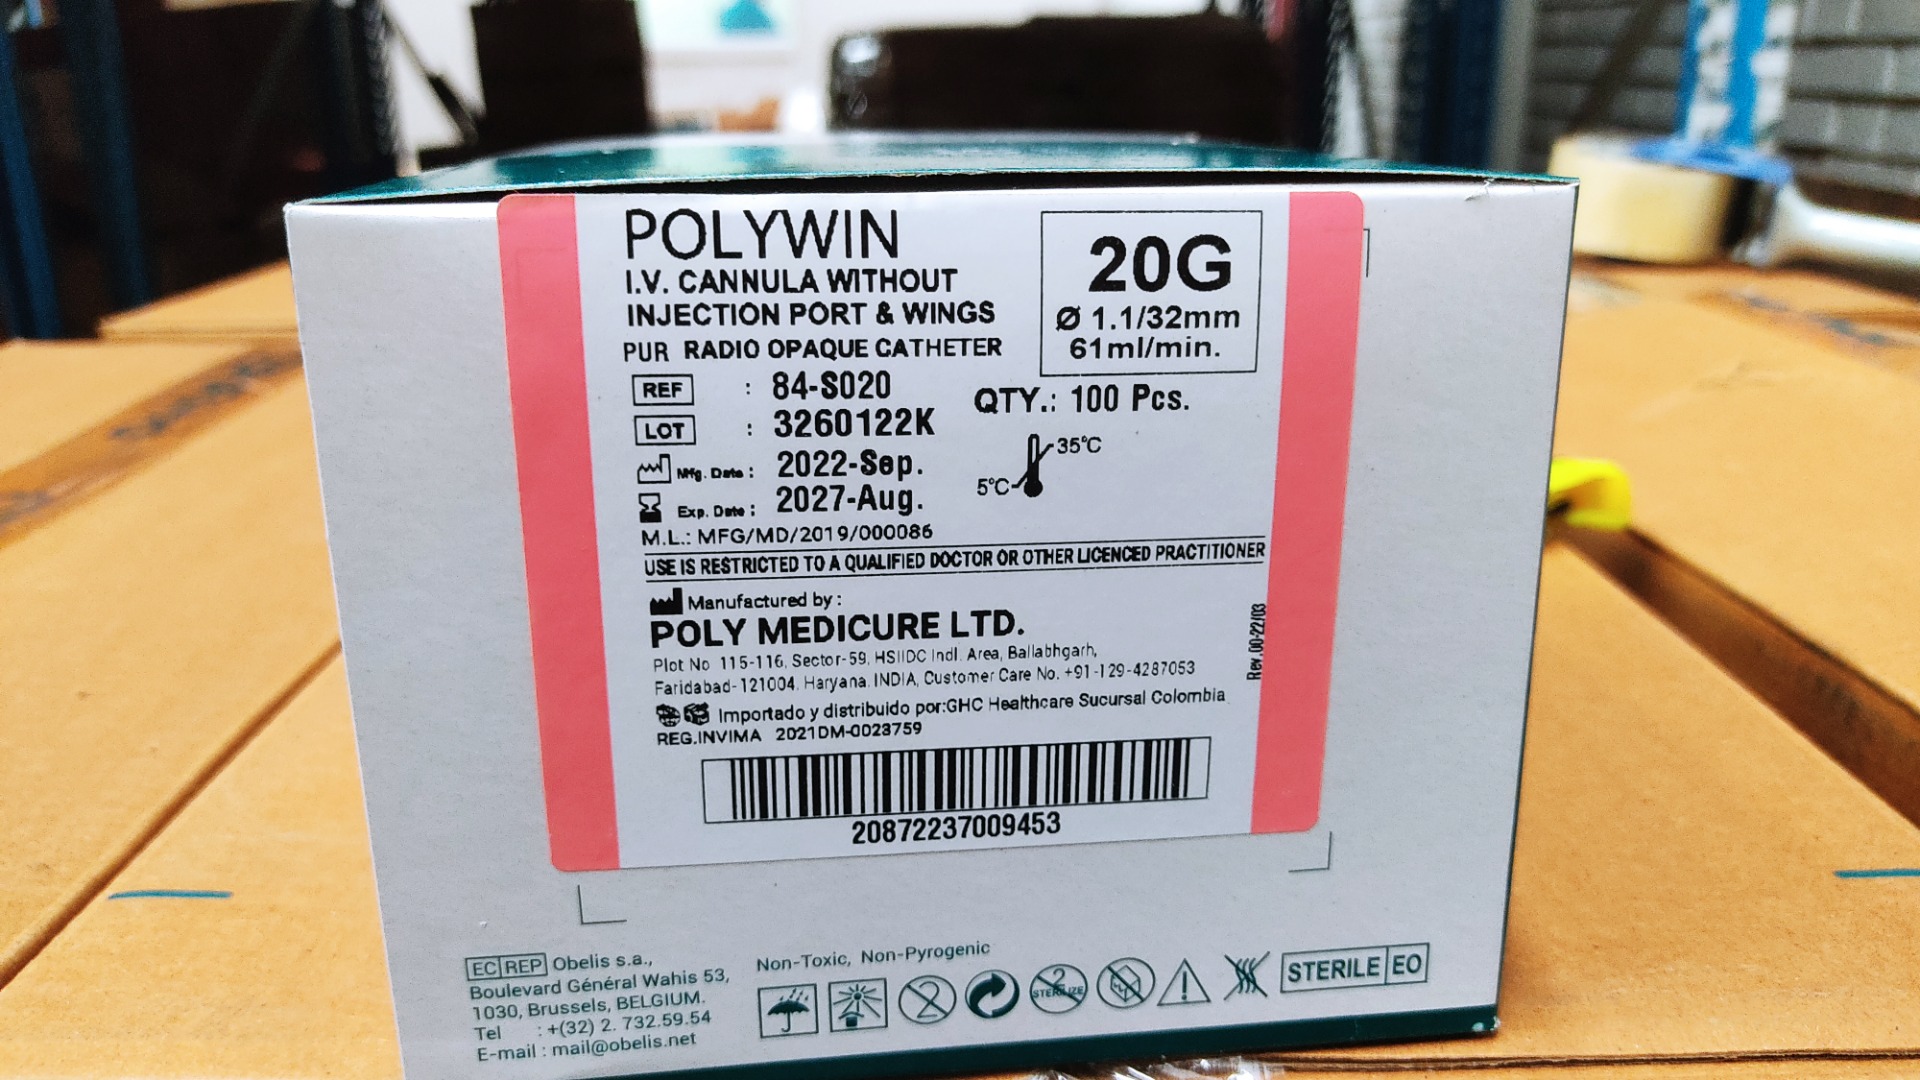 POLYWIN
I.V. CANNULA WITHOUT
INJECTION PORT & WINGS
PUR RADIO OPAQUE CATHETER
20G
Ø 1.1/32mm
61ml/min.
REF : 84-S020
LOT : 3260122K
QTY.: 100 Pcs.
Mfg. Date : 2022-Sep.
Exp. Date : 2027-Aug.
35°C
5°C
M.L.: MFG/MD/2019/000086
USE IS RESTRICTED TO A QUALIFIED DOCTOR OR OTHER LICENCED PRACTITIONER
Manufactured by :
POLY MEDICURE LTD.
Plot No 115-116, Sector-59, HSIIDC Indl. Area, Ballabhgarh,
Faridabad-121004, Haryana. INDIA, Customer Care No. +91-129-4287053
Importado y distribuido por:GHC Healthcare Sucursal Colombia
REG.INVIMA 2021DM-0023759
Rev.00-22/03
20872237009453
EC REP Obelis s.a.,
Boulevard Général Wahis 53,
1030, Brussels, BELGIUM.
Tel : +(32) 2. 732.59.54
E-mail : mail@obelis.net
Non-Toxic, Non-Pyrogenic
2
2
STERILIZE
STERILE EO